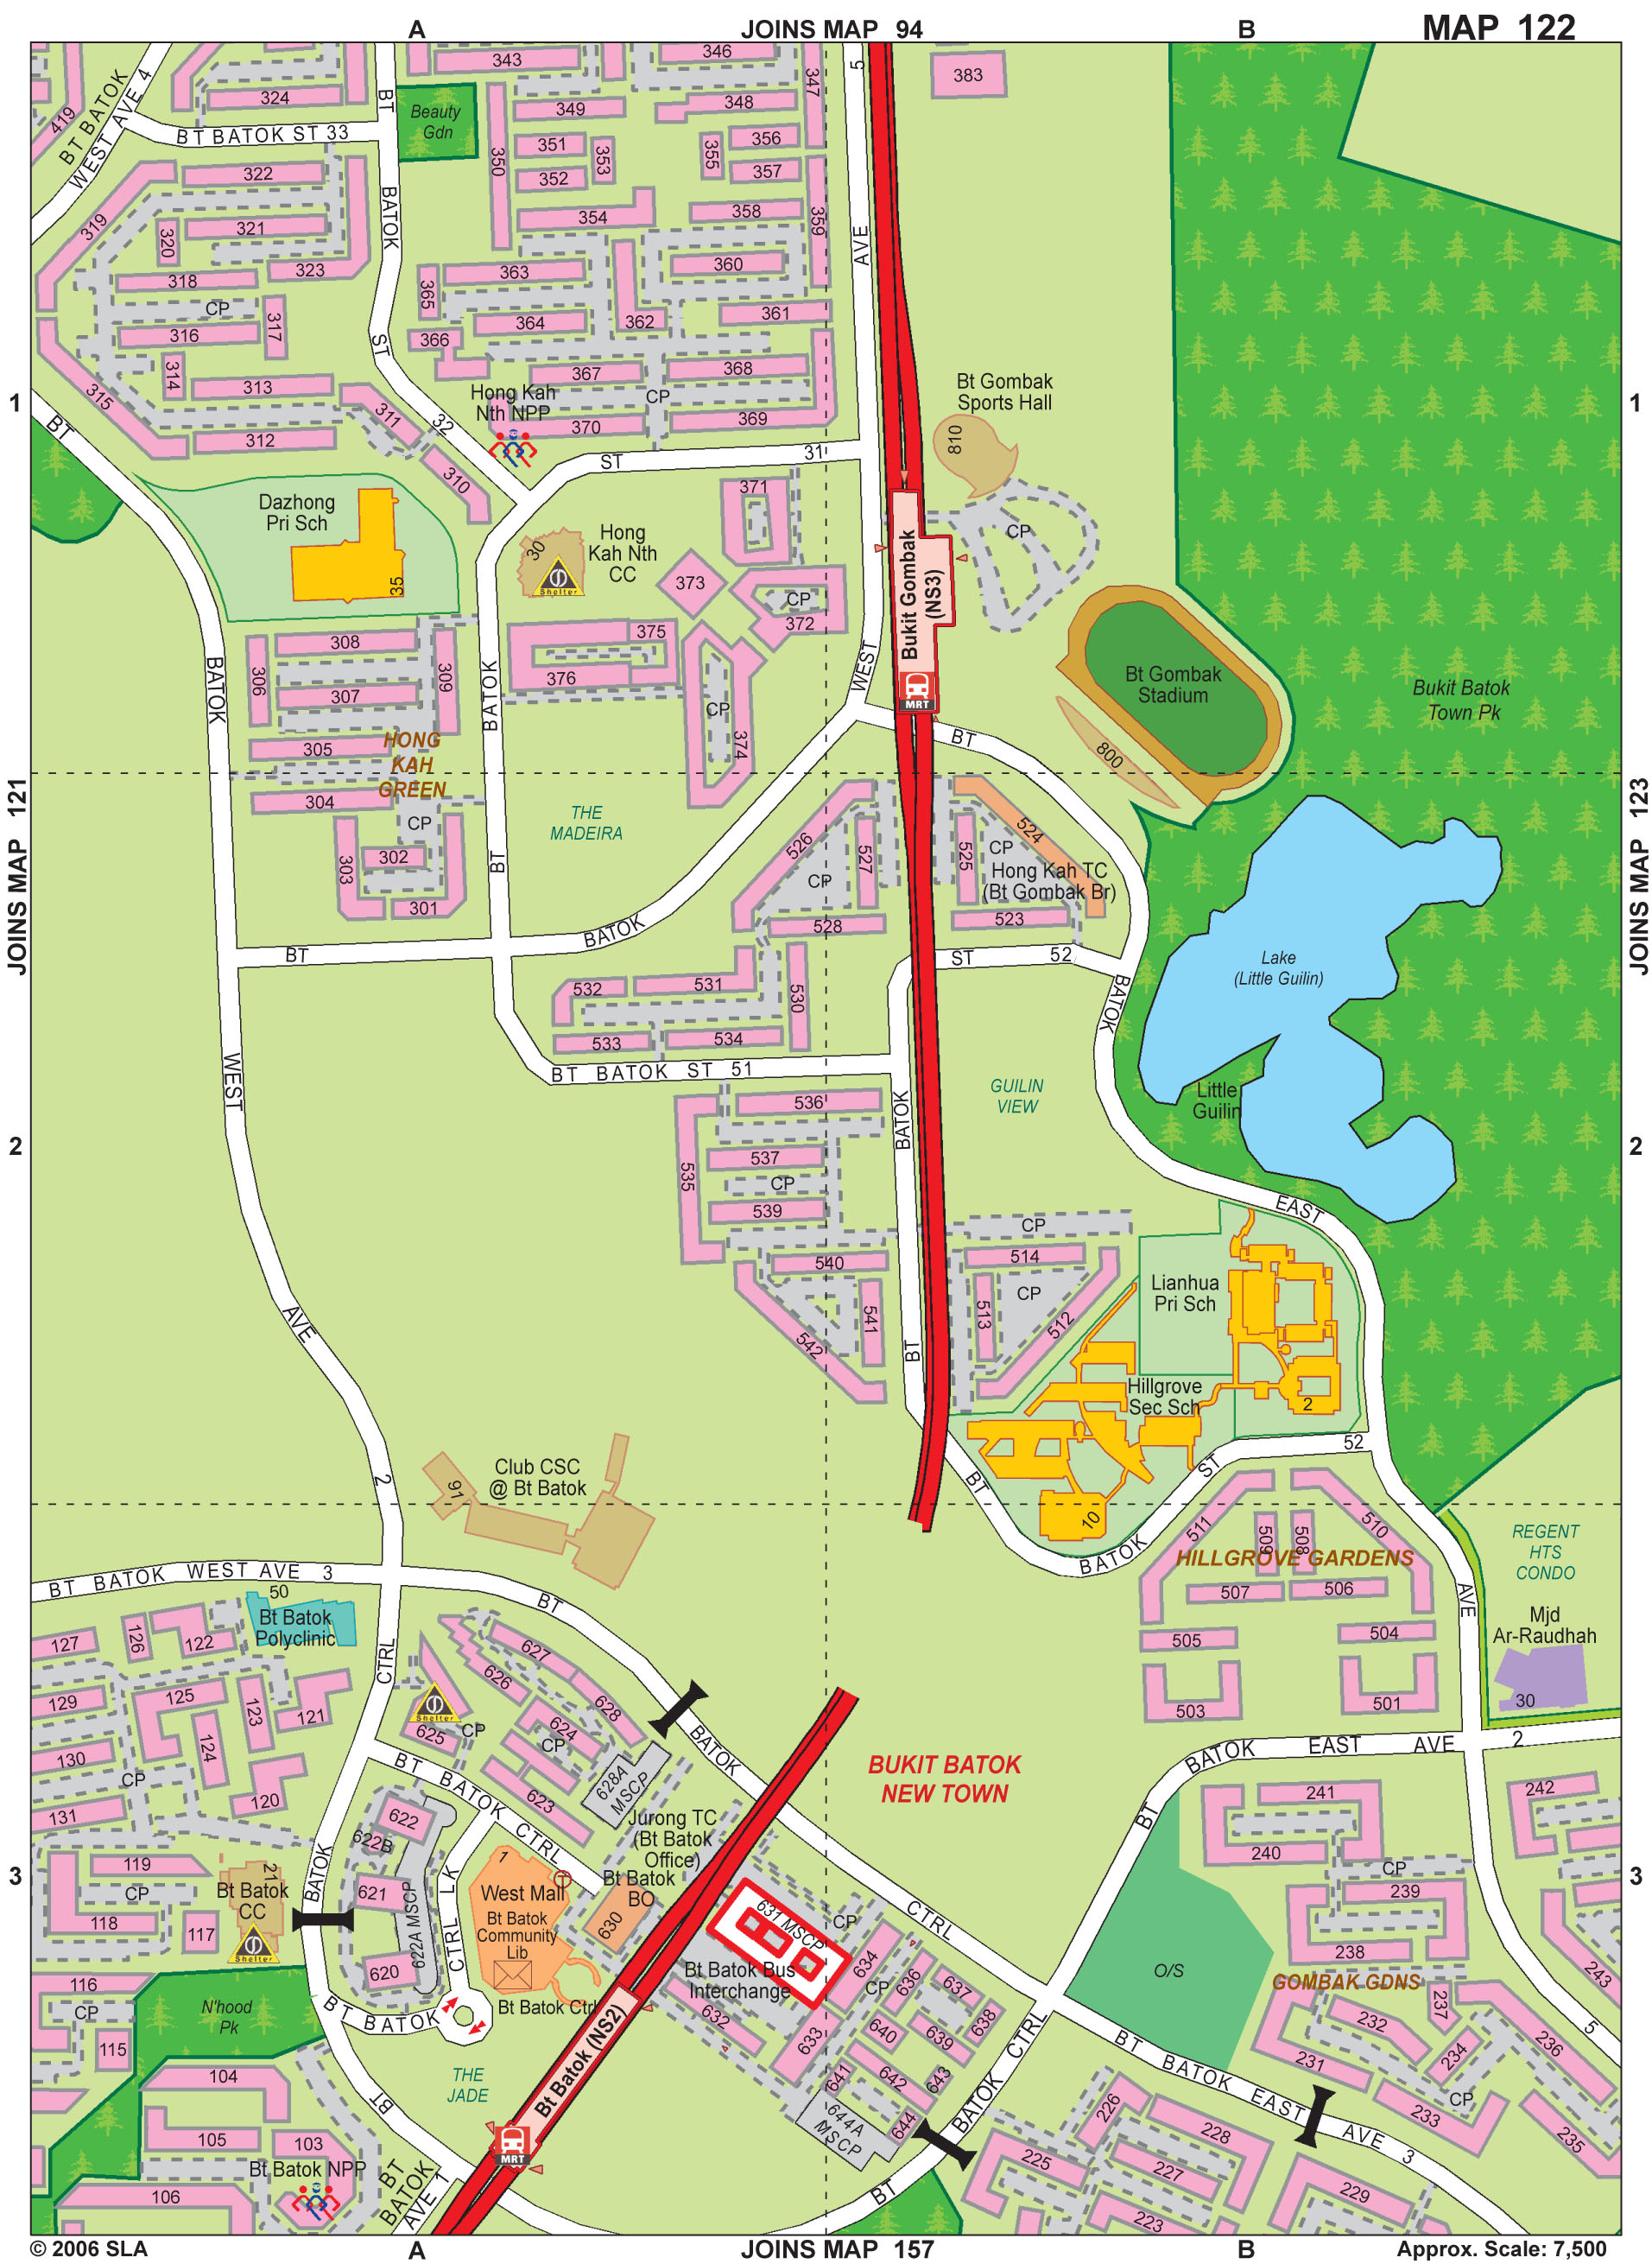 A
JOINS MAP 94
B
MAP 122
346
343
5
347
383
BT BATOK
WEST AVE 4
324
BT
Beauty
Gdn
349
348
419
BT BATOK ST 33
351
353
355
356
350
352
357
322
BATOK
354
358
359
319
320
321
AVE
323
318
365
363
360
CP
317
364
362
361
316
366
ST
314
313
367
368
315
311
Hong Kah
Nth NPP
CP
Bt Gombak
Sports Hall
1
1
BT
32
370
369
810
312
ST
31
310
Dazhong
Pri Sch
371
Hong
Kah Nth
CC
30
Shelter
CP
35
373
CP
372
Bukit Gombak
(NS3)
MRT
308
375
306
307
309
376
BATOK
BATOK
WEST
Bt Gombak
Stadium
Bukit Batok
Town Pk
CP
374
305
HONG
KAH
GREEN
BT
800
304
CP
THE
MADEIRA
JOINS MAP 121
JOINS MAP 123
302
303
301
BT
526
527
CP
525
524
CP
Hong Kah TC
(Bt Gombak Br)
528
523
BT
BATOK
ST
52
Lake
(Little Guilin)
532
531
530
BATOK
533
534
BT BATOK ST 51
WEST
GUILIN
VIEW
Little
Guilin
536
BATOK
2
2
535
537
CP
539
EAST
CP
540
514
Lianhua
Pri Sch
CP
513
512
541
542
BT
AVE
Hillgrove
Sec Sch
2
52
ST
2
Club CSC
@ Bt Batok
91
BT
10
BATOK
511
509
508
510
HILLGROVE GARDENS
REGENT
HTS
CONDO
507
506
BT BATOK WEST AVE 3
50
Bt Batok
Polyclinic
BT
AVE
Mjd
Ar-Raudhah
30
127
126
122
505
504
503
501
CTRL
627
626
628
129
125
123
121
124
Shelter
625
CP
624
CP
BATOK
130
CP
BATOK EAST AVE 2
BUKIT BATOK
NEW TOWN
BT BATOK CTRL
628A
MSCP
623
131
120
622
622B
241
242
Jurong TC
(Bt Batok
Office)
BT
240
119
CP
118
117
21
Bt Batok
CC
Shelter
BATOK
621
622A MSCP
620
CTRL LK
1
West Mall
Bt Batok
Community
Lib
Bt Batok
BO
630
CP
239
3
3
631 MSCP
CP
CTRL
238
634
CP
636
637
638
O/S
GOMBAK GDNS
243
116
CP
Bt Batok Bus
Interchange
N'hood
Pk
BT BATOK
Bt Batok Ctrl
632
633
640
639
237
232
236
5
115
231
234
CP
104
THE
JADE
Bt Batok (NS2)
MRT
641
642
643
644
644A
MSCP
BATOK
CTRL
BT BATOK EAST AVE 3
233
226
228
235
105
103
BT
Bt Batok NPP
225
227
106
BT
BATOK
AVE 1
BT
229
223
© 2006 SLA
A
JOINS MAP 157
B
Approx. Scale: 7,500